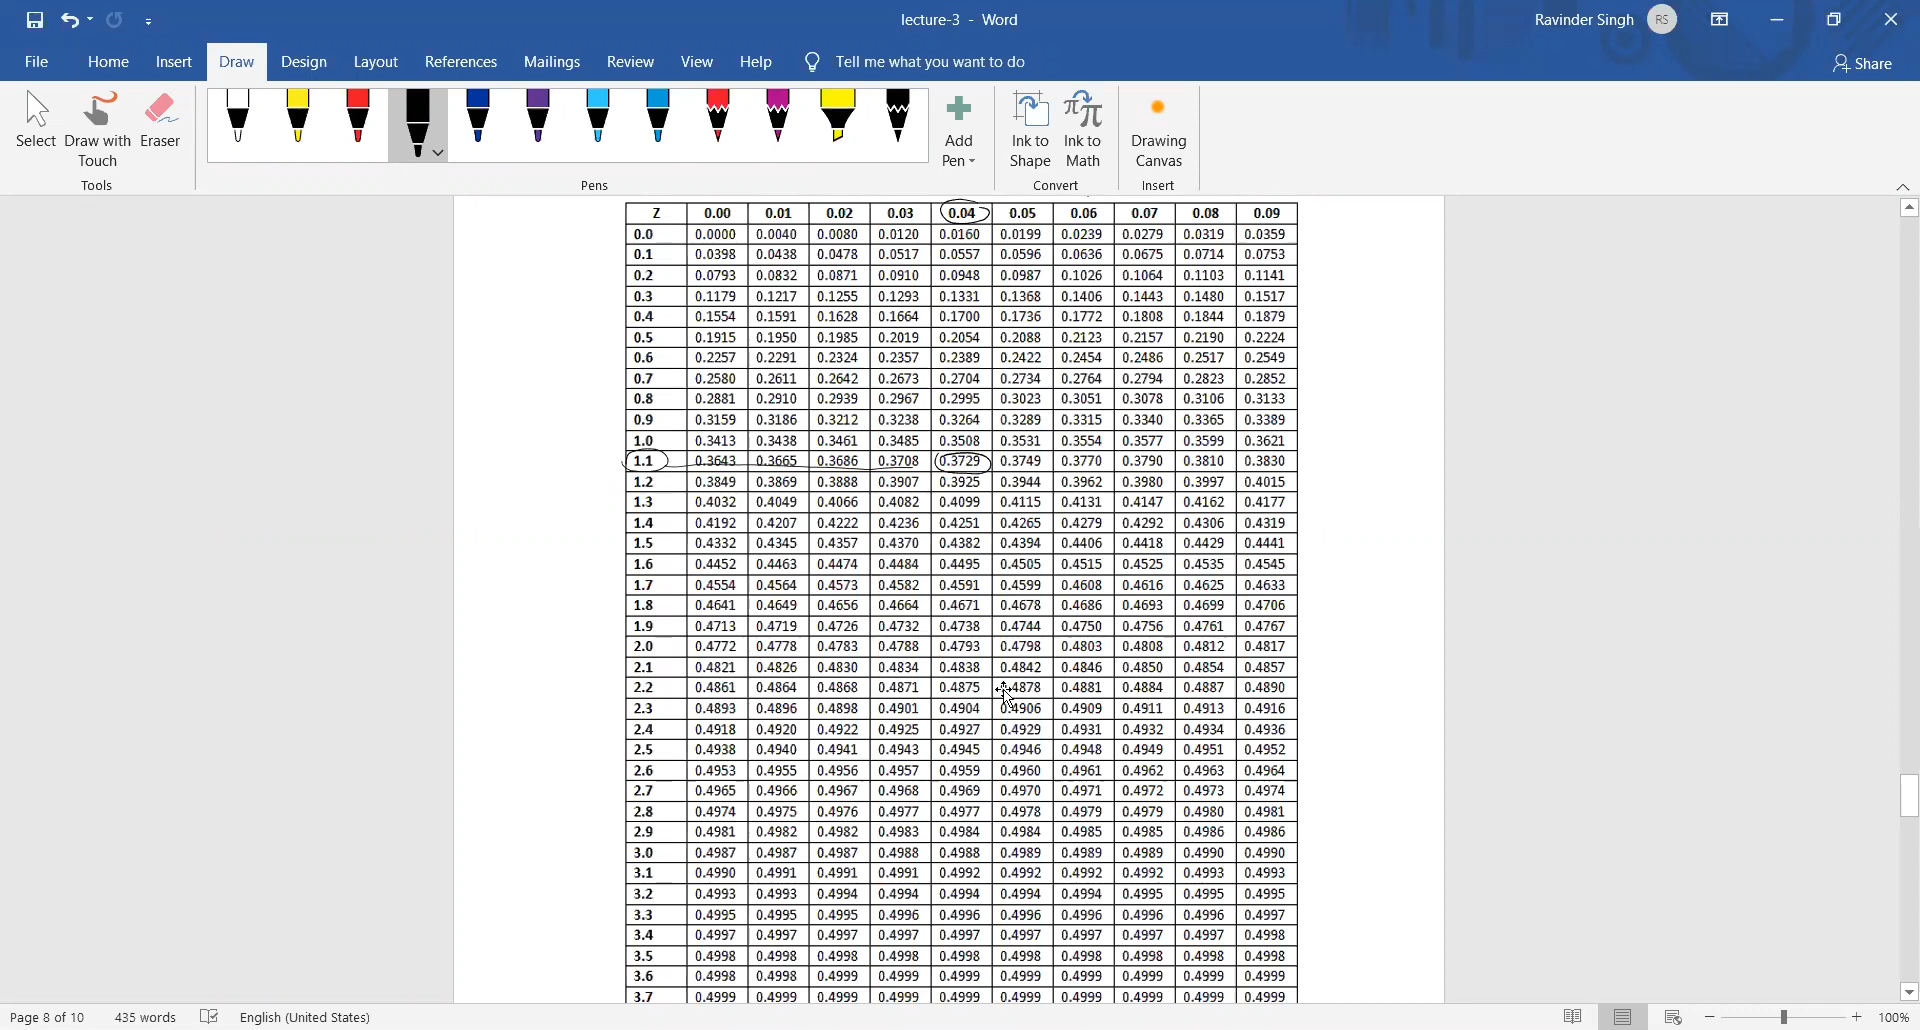 lecture-3 - Word
Ravinder Singh RS
File Home Insert Draw Design Layout References Mailings Review View Help Tell me what you want to do Share
Select Draw with Touch Eraser
Add Pen
Ink to Shape Ink to Math
Drawing Canvas
Tools Pens Convert Insert
Z 0.00 0.01 0.02 0.03 0.04 0.05 0.06 0.07 0.08 0.09
0.0 0.0000 0.0040 0.0080 0.0120 0.0160 0.0199 0.0239 0.0279 0.0319 0.0359
0.1 0.0398 0.0438 0.0478 0.0517 0.0557 0.0596 0.0636 0.0675 0.0714 0.0753
0.2 0.0793 0.0832 0.0871 0.0910 0.0948 0.0987 0.1026 0.1064 0.1103 0.1141
0.3 0.1179 0.1217 0.1255 0.1293 0.1331 0.1368 0.1406 0.1443 0.1480 0.1517
0.4 0.1554 0.1591 0.1628 0.1664 0.1700 0.1736 0.1772 0.1808 0.1844 0.1879
0.5 0.1915 0.1950 0.1985 0.2019 0.2054 0.2088 0.2123 0.2157 0.2190 0.2224
0.6 0.2257 0.2291 0.2324 0.2357 0.2389 0.2422 0.2454 0.2486 0.2517 0.2549
0.7 0.2580 0.2611 0.2642 0.2673 0.2704 0.2734 0.2764 0.2794 0.2823 0.2852
0.8 0.2881 0.2910 0.2939 0.2967 0.2995 0.3023 0.3051 0.3078 0.3106 0.3133
0.9 0.3159 0.3186 0.3212 0.3238 0.3264 0.3289 0.3315 0.3340 0.3365 0.3389
1.0 0.3413 0.3438 0.3461 0.3485 0.3508 0.3531 0.3554 0.3577 0.3599 0.3621
1.1 0.3643 0.3665 0.3686 0.3708 0.3729 0.3749 0.3770 0.3790 0.3810 0.3830
1.2 0.3849 0.3869 0.3888 0.3907 0.3925 0.3944 0.3962 0.3980 0.3997 0.4015
1.3 0.4032 0.4049 0.4066 0.4082 0.4099 0.4115 0.4131 0.4147 0.4162 0.4177
1.4 0.4192 0.4207 0.4222 0.4236 0.4251 0.4265 0.4279 0.4292 0.4306 0.4319
1.5 0.4332 0.4345 0.4357 0.4370 0.4382 0.4394 0.4406 0.4418 0.4429 0.4441
1.6 0.4452 0.4463 0.4474 0.4484 0.4495 0.4505 0.4515 0.4525 0.4535 0.4545
1.7 0.4554 0.4564 0.4573 0.4582 0.4591 0.4599 0.4608 0.4616 0.4625 0.4633
1.8 0.4641 0.4649 0.4656 0.4664 0.4671 0.4678 0.4686 0.4693 0.4699 0.4706
1.9 0.4713 0.4719 0.4726 0.4732 0.4738 0.4744 0.4750 0.4756 0.4761 0.4767
2.0 0.4772 0.4778 0.4783 0.4788 0.4793 0.4798 0.4803 0.4808 0.4812 0.4817
2.1 0.4821 0.4826 0.4830 0.4834 0.4838 0.4842 0.4846 0.4850 0.4854 0.4857
2.2 0.4861 0.4864 0.4868 0.4871 0.4875 0.4878 0.4881 0.4884 0.4887 0.4890
2.3 0.4893 0.4896 0.4898 0.4901 0.4904 0.4906 0.4909 0.4911 0.4913 0.4916
2.4 0.4918 0.4920 0.4922 0.4925 0.4927 0.4929 0.4931 0.4932 0.4934 0.4936
2.5 0.4938 0.4940 0.4941 0.4943 0.4945 0.4946 0.4948 0.4949 0.4951 0.4952
2.6 0.4953 0.4955 0.4956 0.4957 0.4959 0.4960 0.4961 0.4962 0.4963 0.4964
2.7 0.4965 0.4966 0.4967 0.4968 0.4969 0.4970 0.4971 0.4972 0.4973 0.4974
2.8 0.4974 0.4975 0.4976 0.4977 0.4977 0.4978 0.4979 0.4979 0.4980 0.4981
2.9 0.4981 0.4982 0.4982 0.4983 0.4984 0.4984 0.4985 0.4985 0.4986 0.4986
3.0 0.4987 0.4987 0.4987 0.4988 0.4988 0.4989 0.4989 0.4989 0.4990 0.4990
3.1 0.4990 0.4991 0.4991 0.4991 0.4992 0.4992 0.4992 0.4992 0.4993 0.4993
3.2 0.4993 0.4993 0.4994 0.4994 0.4994 0.4994 0.4994 0.4995 0.4995 0.4995
3.3 0.4995 0.4995 0.4995 0.4996 0.4996 0.4996 0.4996 0.4996 0.4996 0.4997
3.4 0.4997 0.4997 0.4997 0.4997 0.4997 0.4997 0.4997 0.4997 0.4997 0.4998
3.5 0.4998 0.4998 0.4998 0.4998 0.4998 0.4998 0.4998 0.4998 0.4998 0.4998
3.6 0.4998 0.4998 0.4999 0.4999 0.4999 0.4999 0.4999 0.4999 0.4999 0.4999
3.7 0.4999 0.4999 0.4999 0.4999 0.4999 0.4999 0.4999 0.4999 0.4999 0.4999
Page 8 of 10 435 words English (United States) 100%